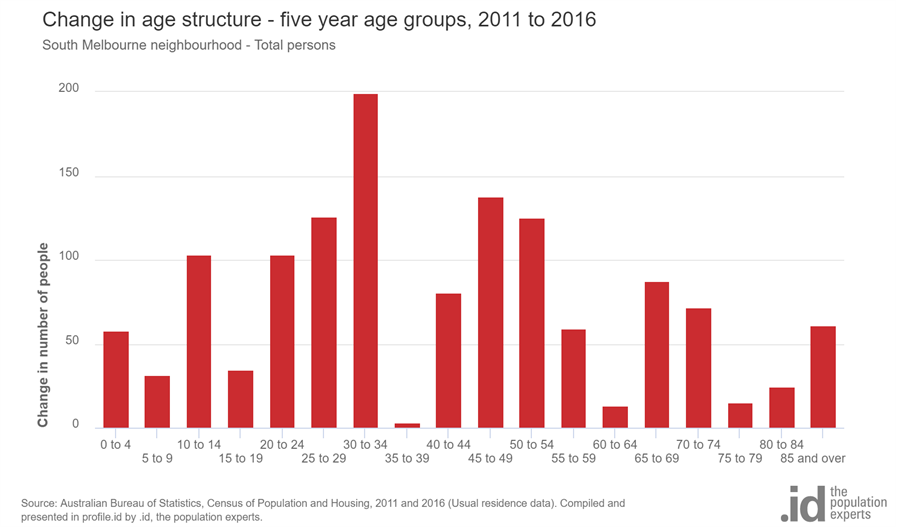 Change in age structure - five year age groups, 2011 to 2016
South Melbourne neighbourhood - Total persons
200
150
100
50
0
Change in number of people
0 to 4
5 to 9
10 to 14
15 to 19
20 to 24
25 to 29
30 to 34
35 to 39
40 to 44
45 to 49
50 to 54
55 to 59
60 to 64
65 to 69
70 to 74
75 to 79
80 to 84
85 and over
Source: Australian Bureau of Statistics, Census of Population and Housing, 2011 and 2016 (Usual residence data). Compiled and
presented in profile.id by .id, the population experts.
.id
the
population
experts